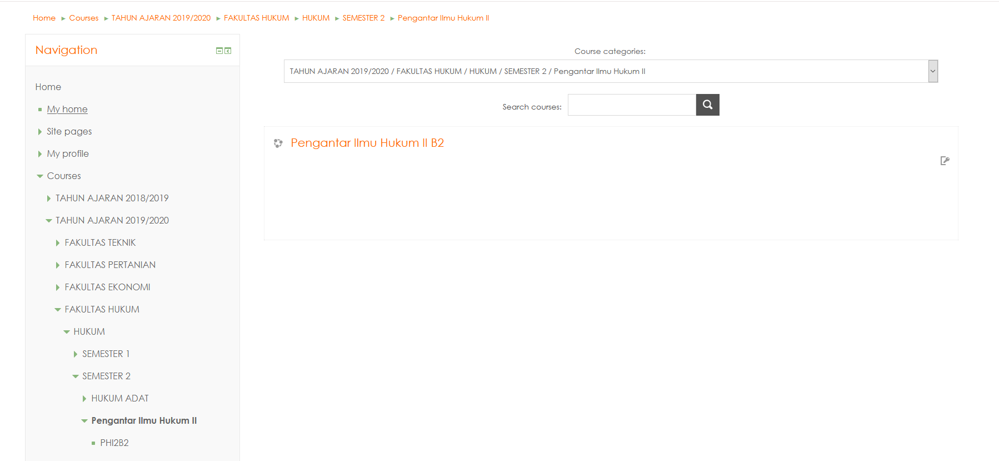 Home ▸ Courses ▸ TAHUN AJARAN 2019/2020 ▸ FAKULTAS HUKUM ▸ HUKUM ▸ SEMESTER 2 ▸ Pengantar Ilmu Hukum II
Navigation
Home
My home
Site pages
My profile
Courses
TAHUN AJARAN 2018/2019
TAHUN AJARAN 2019/2020
FAKULTAS TEKNIK
FAKULTAS PERTANIAN
FAKULTAS EKONOMI
FAKULTAS HUKUM
HUKUM
SEMESTER 1
SEMESTER 2
HUKUM ADAT
Pengantar Ilmu Hukum II
PHI2B2
Course categories:
TAHUN AJARAN 2019/2020 / FAKULTAS HUKUM / HUKUM / SEMESTER 2 / Pengantar Ilmu Hukum II
Search courses:
Pengantar Ilmu Hukum II B2